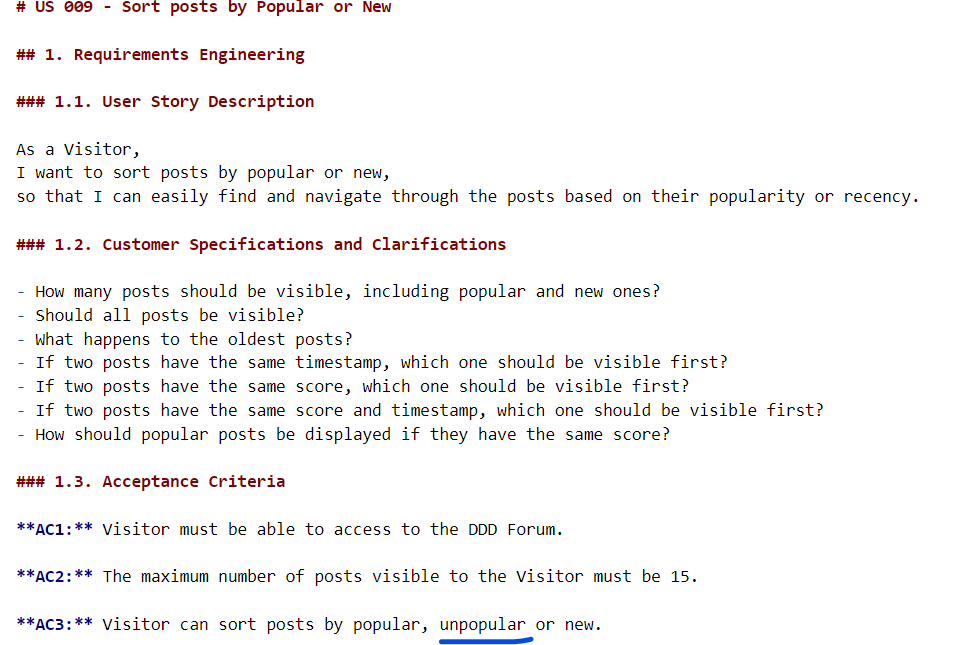 # US 009 - Sort posts by Popular or New
## 1. Requirements Engineering
### 1.1. User Story Description
As a Visitor,
I want to sort posts by popular or new,
so that I can easily find and navigate through the posts based on their popularity or recency.
### 1.2. Customer Specifications and Clarifications
- How many posts should be visible, including popular and new ones?
- Should all posts be visible?
- What happens to the oldest posts?
- If two posts have the same timestamp, which one should be visible first?
- If two posts have the same score, which one should be visible first?
- If two posts have the same score and timestamp, which one should be visible first?
- How should popular posts be displayed if they have the same score?
### 1.3. Acceptance Criteria
**AC1:** Visitor must be able to access to the DDD Forum.
**AC2:** The maximum number of posts visible to the Visitor must be 15.
**AC3:** Visitor can sort posts by popular, unpopular or new.